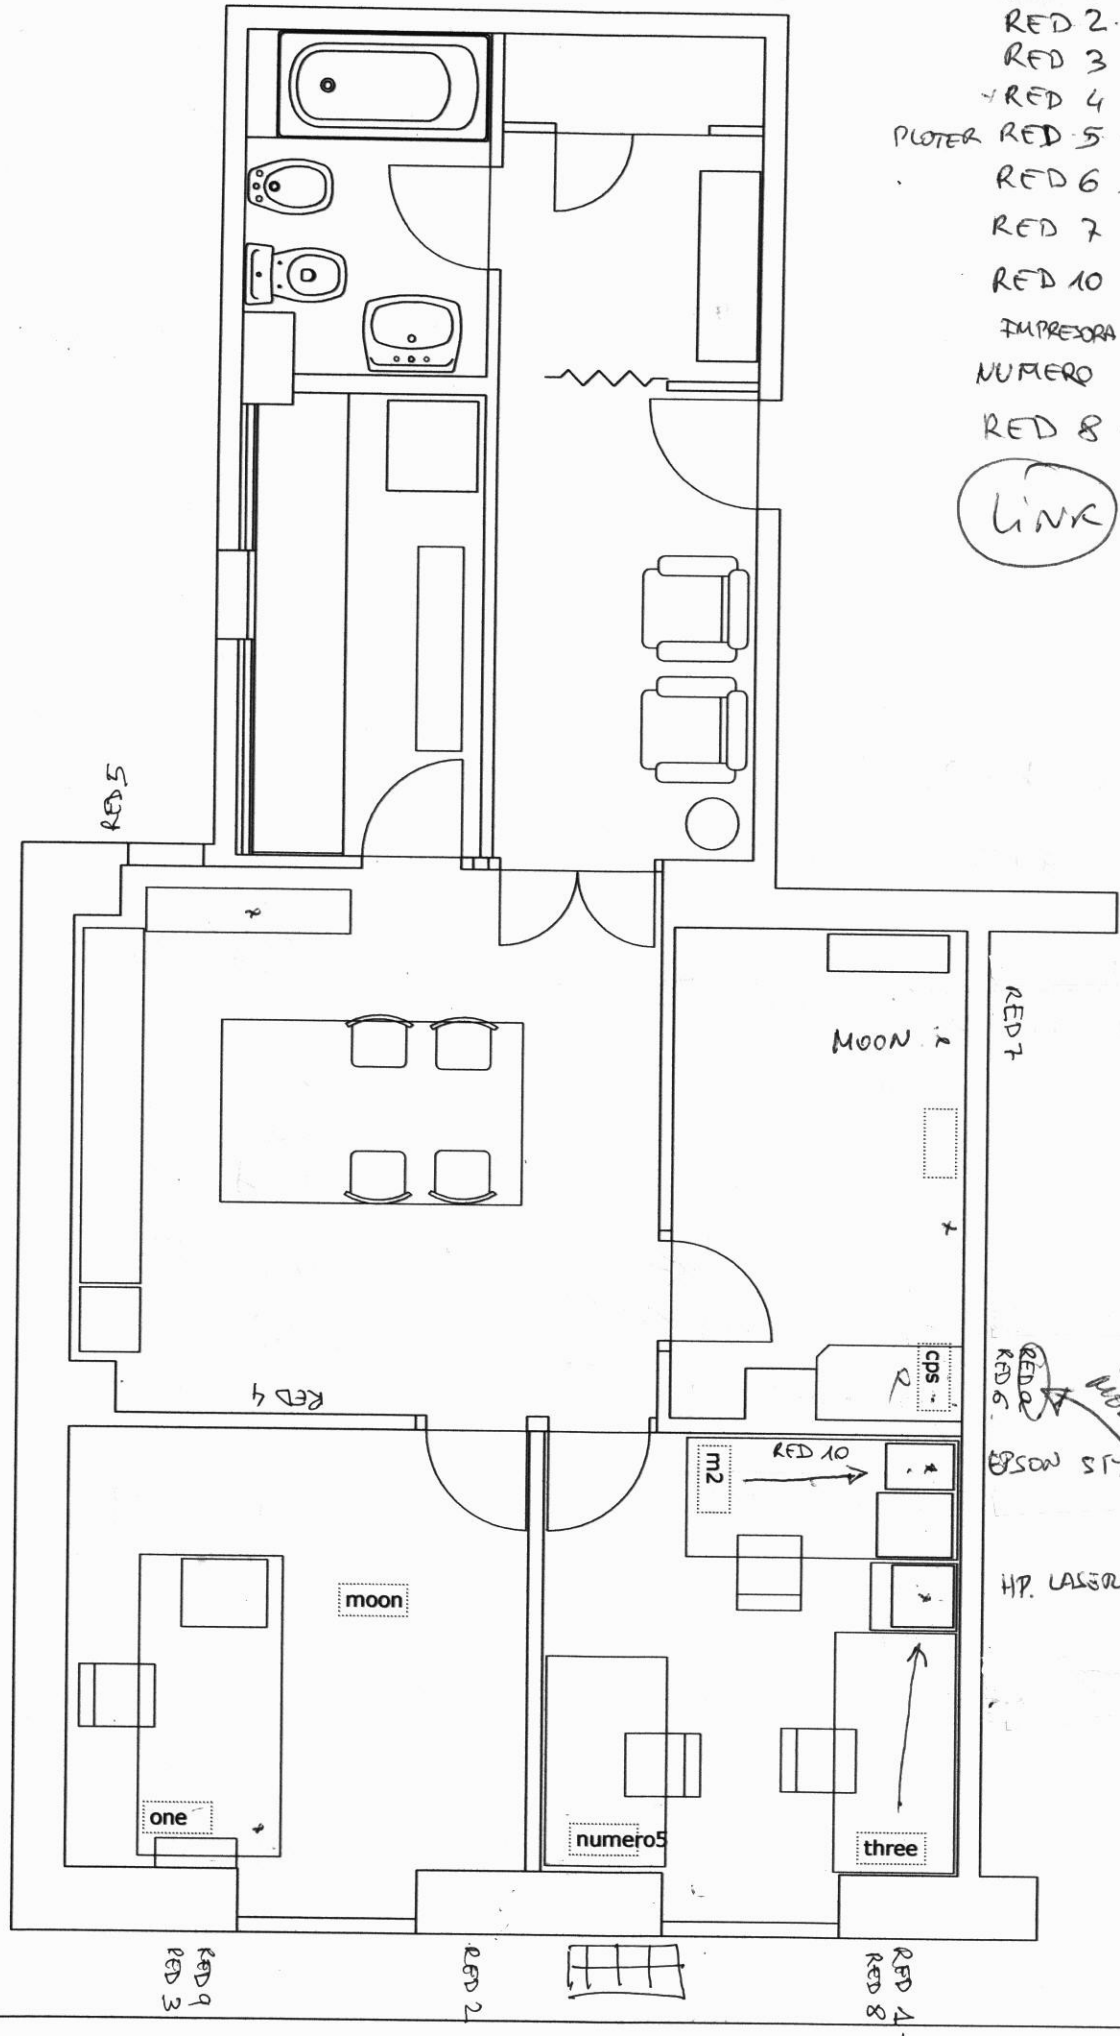 RED 2
RED 3
RED 4
PLOTER RED 5
RED 6
RED 7
RED 10
IMPRESORA
NUMERO
RED 8
LINK
RED 5
RED 7
MOON
RED 4
cps
RED 6
EPSON ST
m2
RED 10
HP. LASER
moon
one
numero5
three
RED 9
RED 3
RED 2
RED 1
RED 8